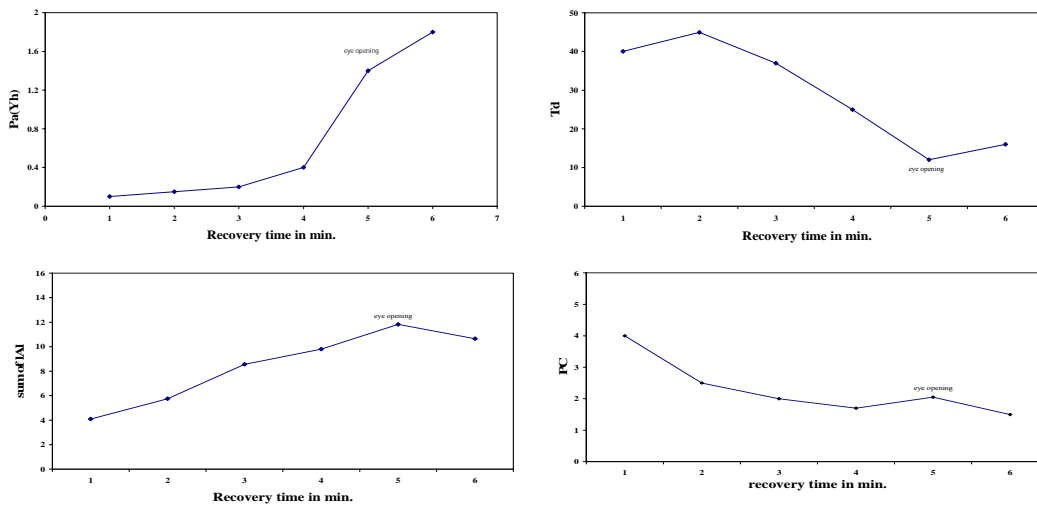 2
1.6
1.2
0.8
0.4
0
Pa(Yh)
eye opening
0 1 2 3 4 5 6 7
Recovery time in min.
50
40
30
20
10
0
Td
eye opening
1 2 3 4 5 6
Recovery time in min.
16
14
12
10
8
6
4
2
0
sum of lAl
eye opening
1 2 3 4 5 6
Recovery time in min.
6
5
4
3
2
1
0
PC
eye opening
1 2 3 4 5 6
recovery time in min.